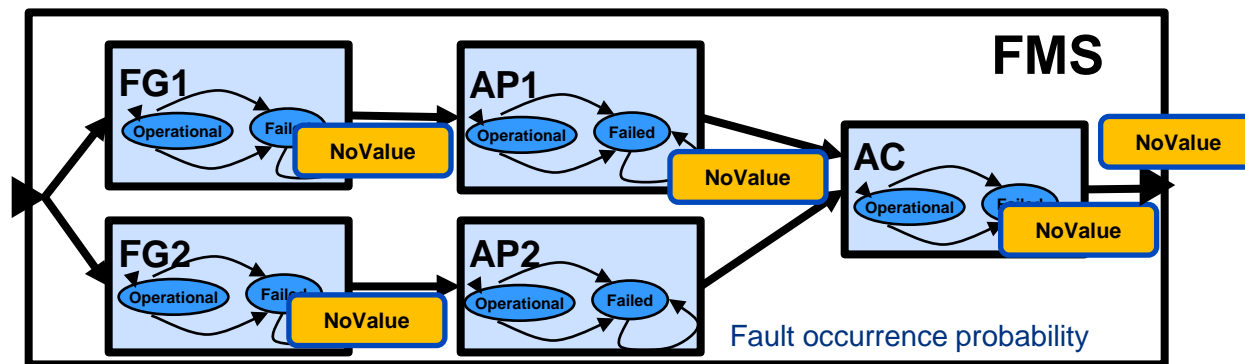 FMS
FG1
Operational
Failed
NoValue
AP1
Operational
Failed
NoValue
FG2
Operational
Failed
NoValue
AP2
Operational
Failed
AC
Operational
NoValue
NoValue
Fault occurrence probability